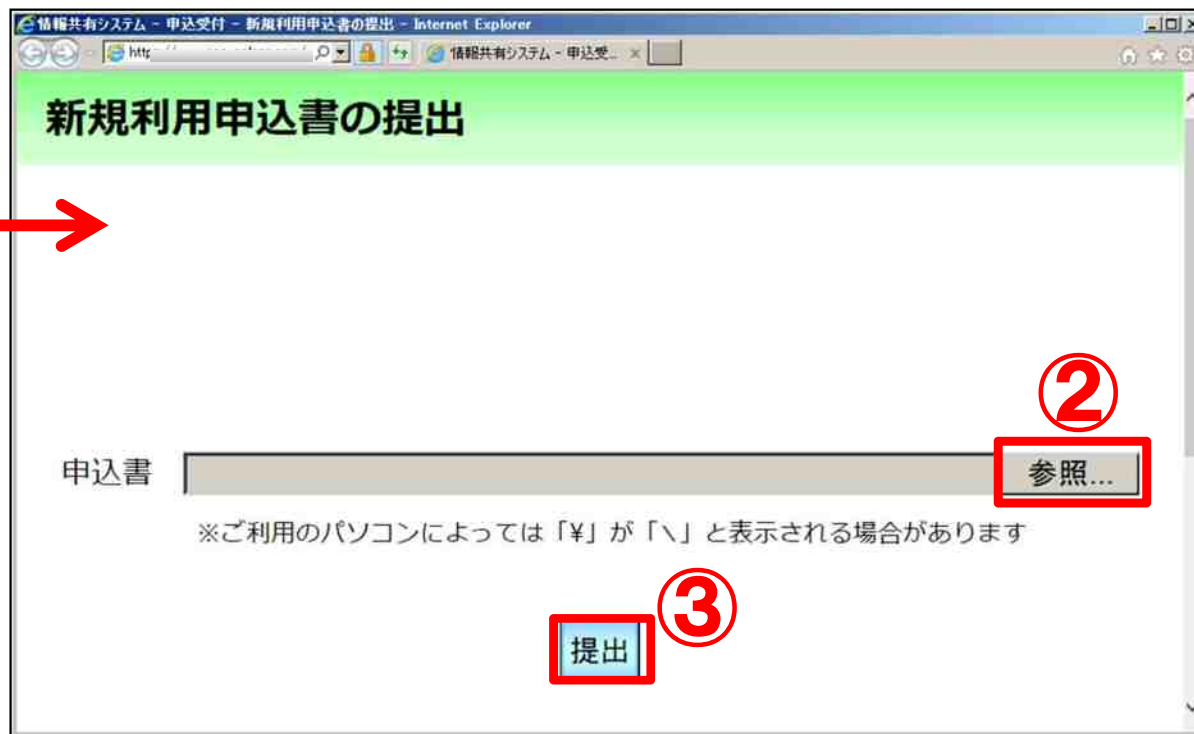 情報共有システム - 申込受付 - 新規利用申込書の提出 - Internet Explorer
情報共有システム - 申込受...
新規利用申込書の提出
②
申込書
参照...
※ご利用のパソコンによっては「¥」が「\」と表示される場合があります
③
提出